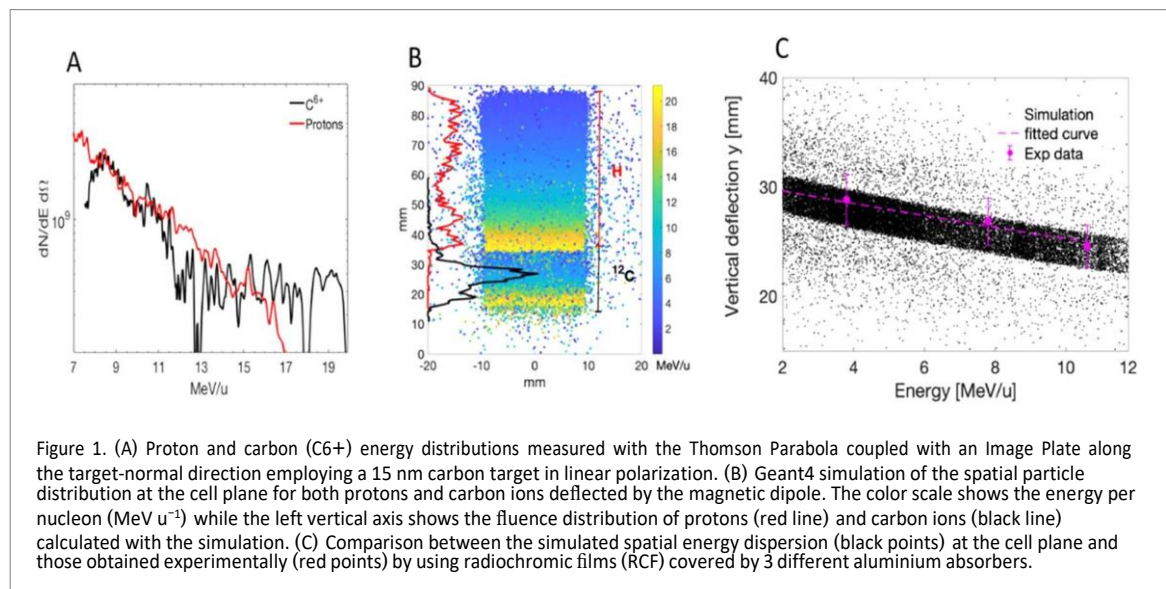 A
C6+
Protons
dN/dE dΩ
10⁹
7 9 11 13 15 17 19
MeV/u
B
90
80
70
60
50
40
30
20
10
0
mm
H
12C
-20 -10 0 10 20
mm
20
18
16
14
12
10
8
6
4
2
MeV/u
C
40
30
20
Vertical deflection y [mm]
Simulation
fitted curve
Exp data
2 4 6 8 10 12
Energy [MeV/u]
Figure 1. (A) Proton and carbon (C6+) energy distributions measured with the Thomson Parabola coupled with an Image Plate along
the target-normal direction employing a 15 nm carbon target in linear polarization. (B) Geant4 simulation of the spatial particle
distribution at the cell plane for both protons and carbon ions deflected by the magnetic dipole. The color scale shows the energy per
nucleon (MeV u⁻¹) while the left vertical axis shows the fluence distribution of protons (red line) and carbon ions (black line)
calculated with the simulation. (C) Comparison between the simulated spatial energy dispersion (black points) at the cell plane and
those obtained experimentally (red points) by using radiochromic films (RCF) covered by 3 different aluminium absorbers.